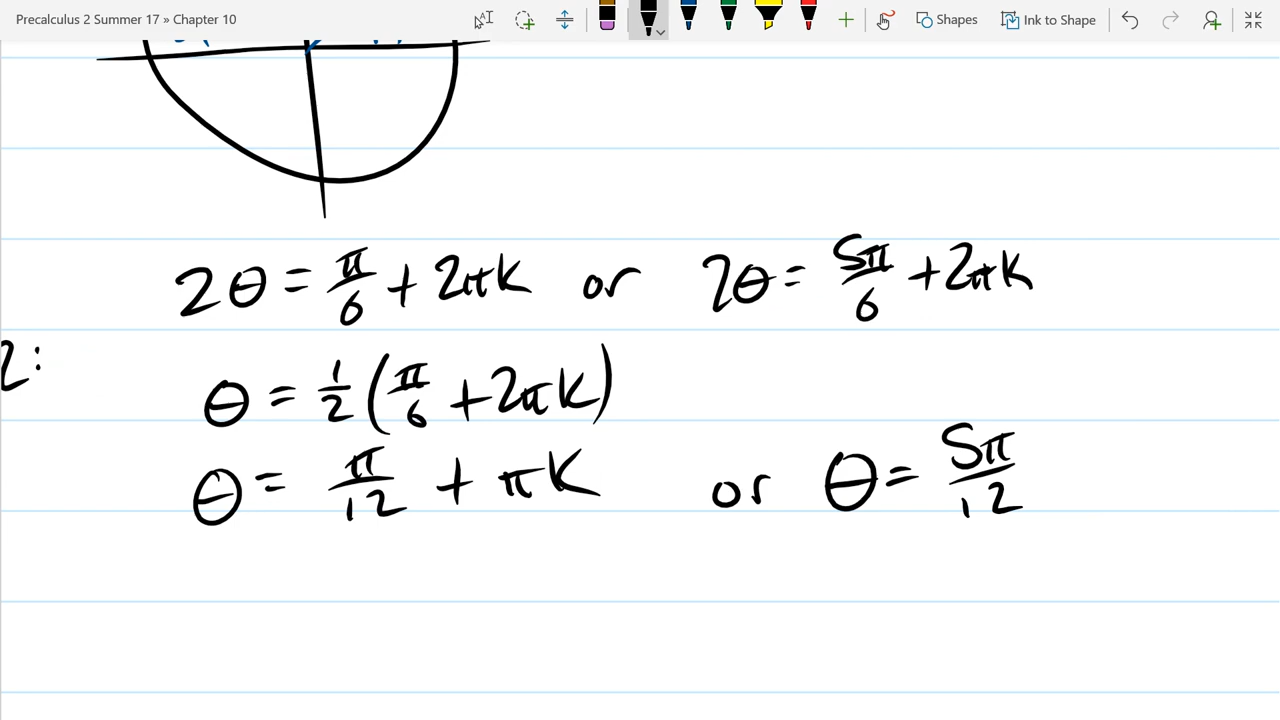 Precalculus 2 Summer 17 » Chapter 10 Shapes Ink to Shape
2θ = π/6 + 2πk or 2θ = 5π/6 + 2πk
2:
θ = 1/2 (π/6 + 2πk)
θ = π/12 + πk or θ = 5π/12